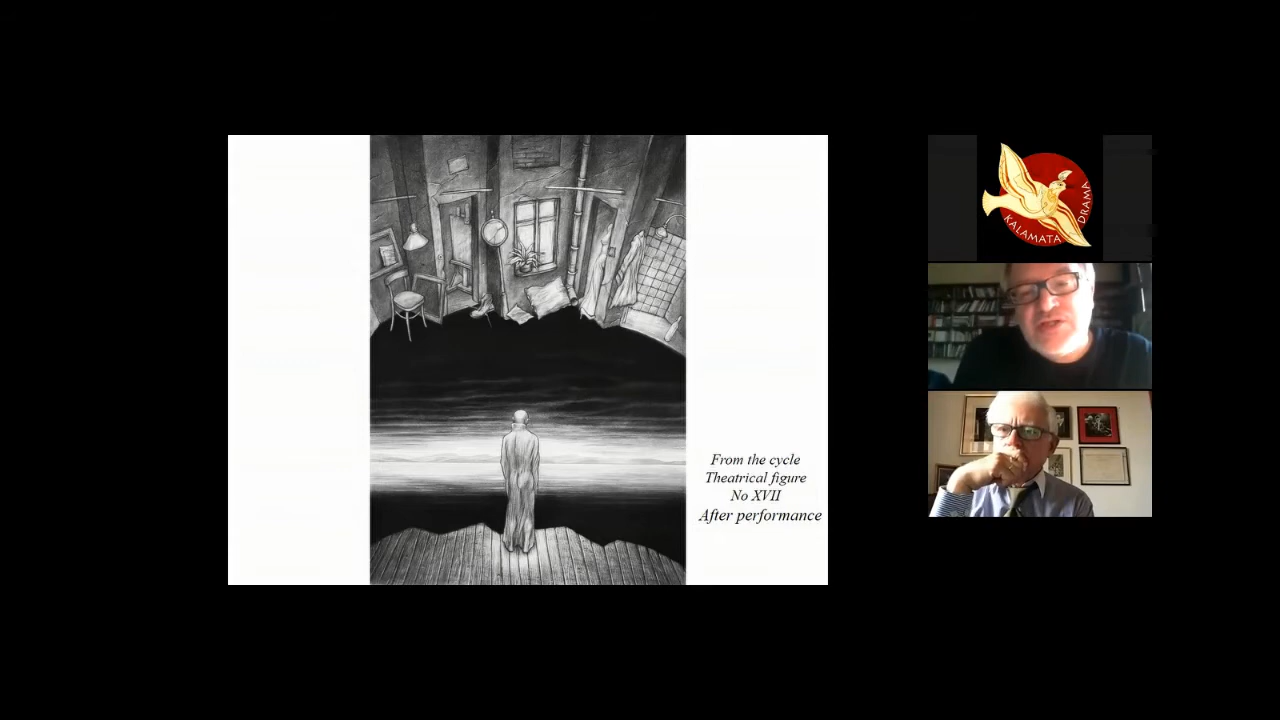 From the cycle
Theatrical figure
No XVII
After performance
KALAMATA DRAMA